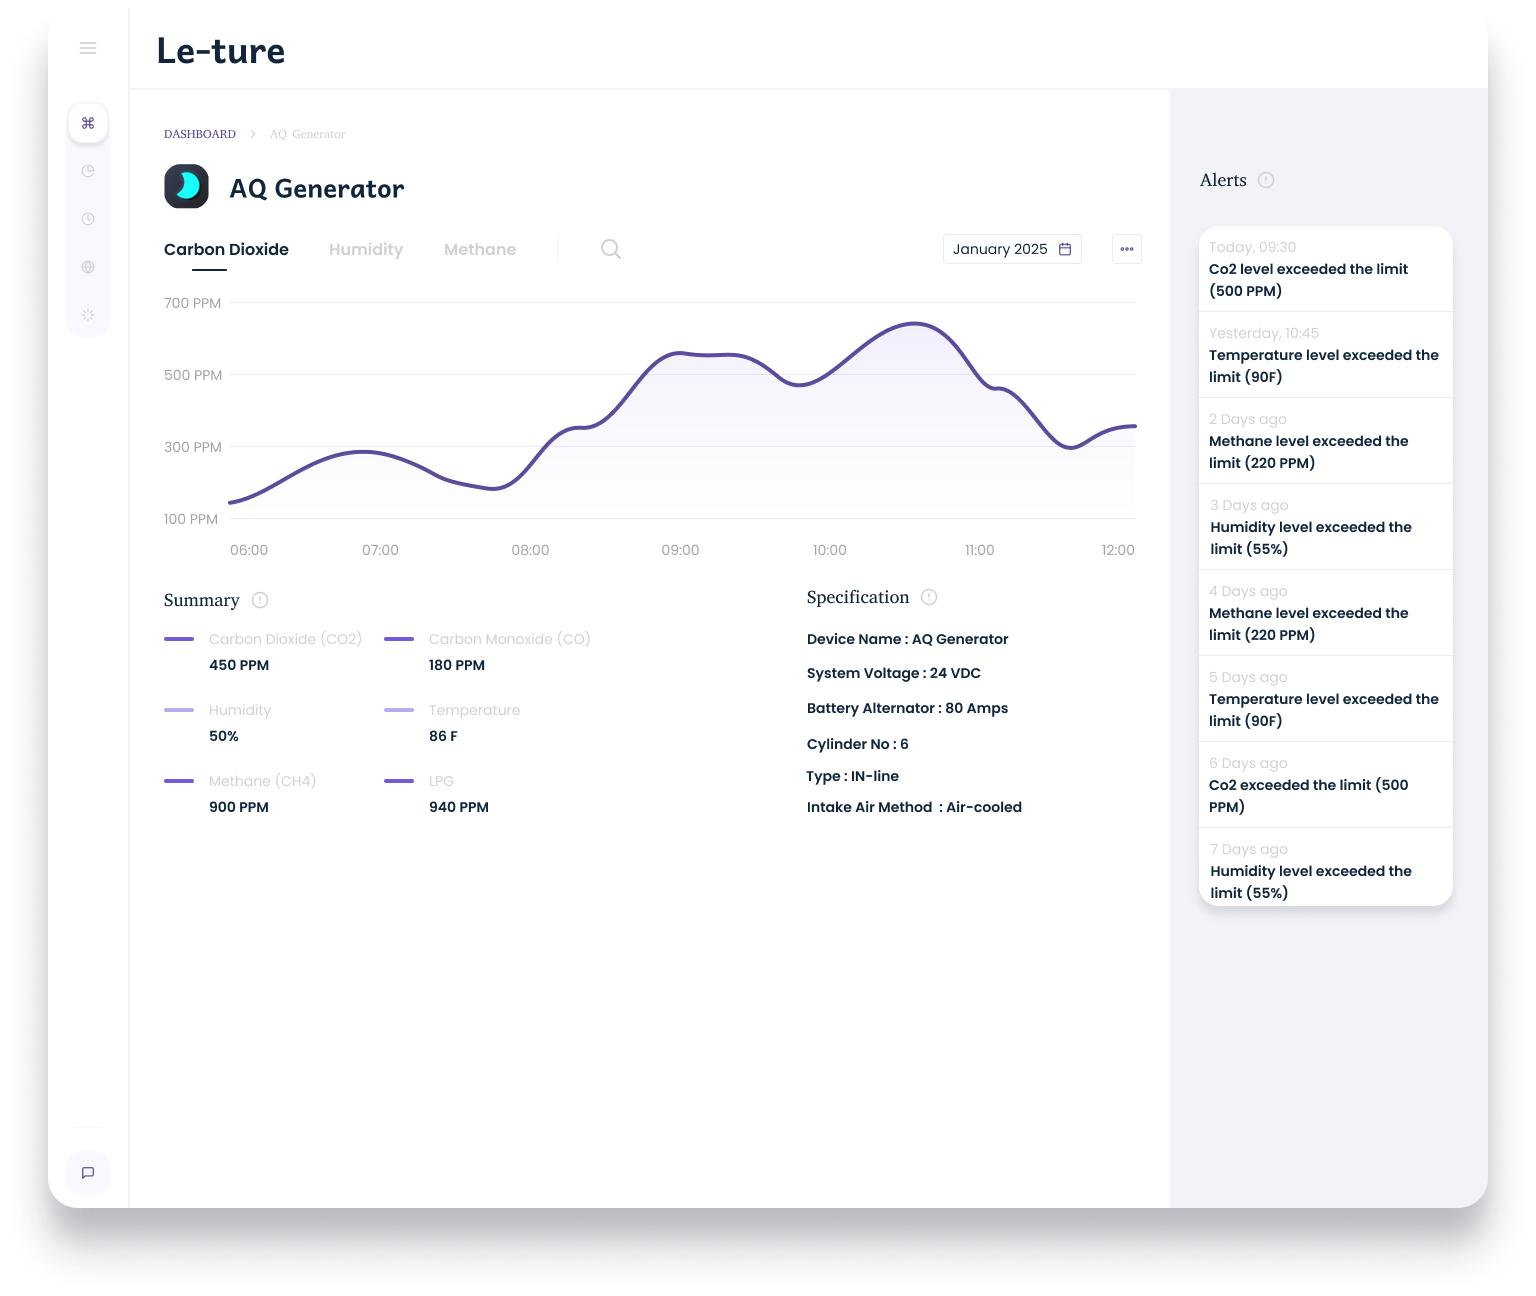 Le-ture
DASHBOARD > AQ Generator
AQ Generator
Carbon Dioxide Humidity Methane
January 2025
700 PPM
500 PPM
300 PPM
100 PPM
06:00 07:00 08:00 09:00 10:00 11:00 12:00
Summary
Carbon Dioxide (CO2)
450 PPM
Carbon Monoxide (CO)
180 PPM
Humidity
50%
Temperature
86 F
Methane (CH4)
900 PPM
LPG
940 PPM
Specification
Device Name : AQ Generator
System Voltage : 24 VDC
Battery Alternator : 80 Amps
Cylinder No : 6
Type : IN-line
Intake Air Method : Air-cooled
Alerts
Today, 09:30
Co2 level exceeded the limit
(500 PPM)
Yesterday, 10:45
Temperature level exceeded the
limit (90F)
2 Days ago
Methane level exceeded the
limit (220 PPM)
3 Days ago
Humidity level exceeded the
limit (55%)
4 Days ago
Methane level exceeded the
limit (220 PPM)
5 Days ago
Temperature level exceeded the
limit (90F)
6 Days ago
Co2 exceeded the limit (500
PPM)
7 Days ago
Humidity level exceeded the
limit (55%)